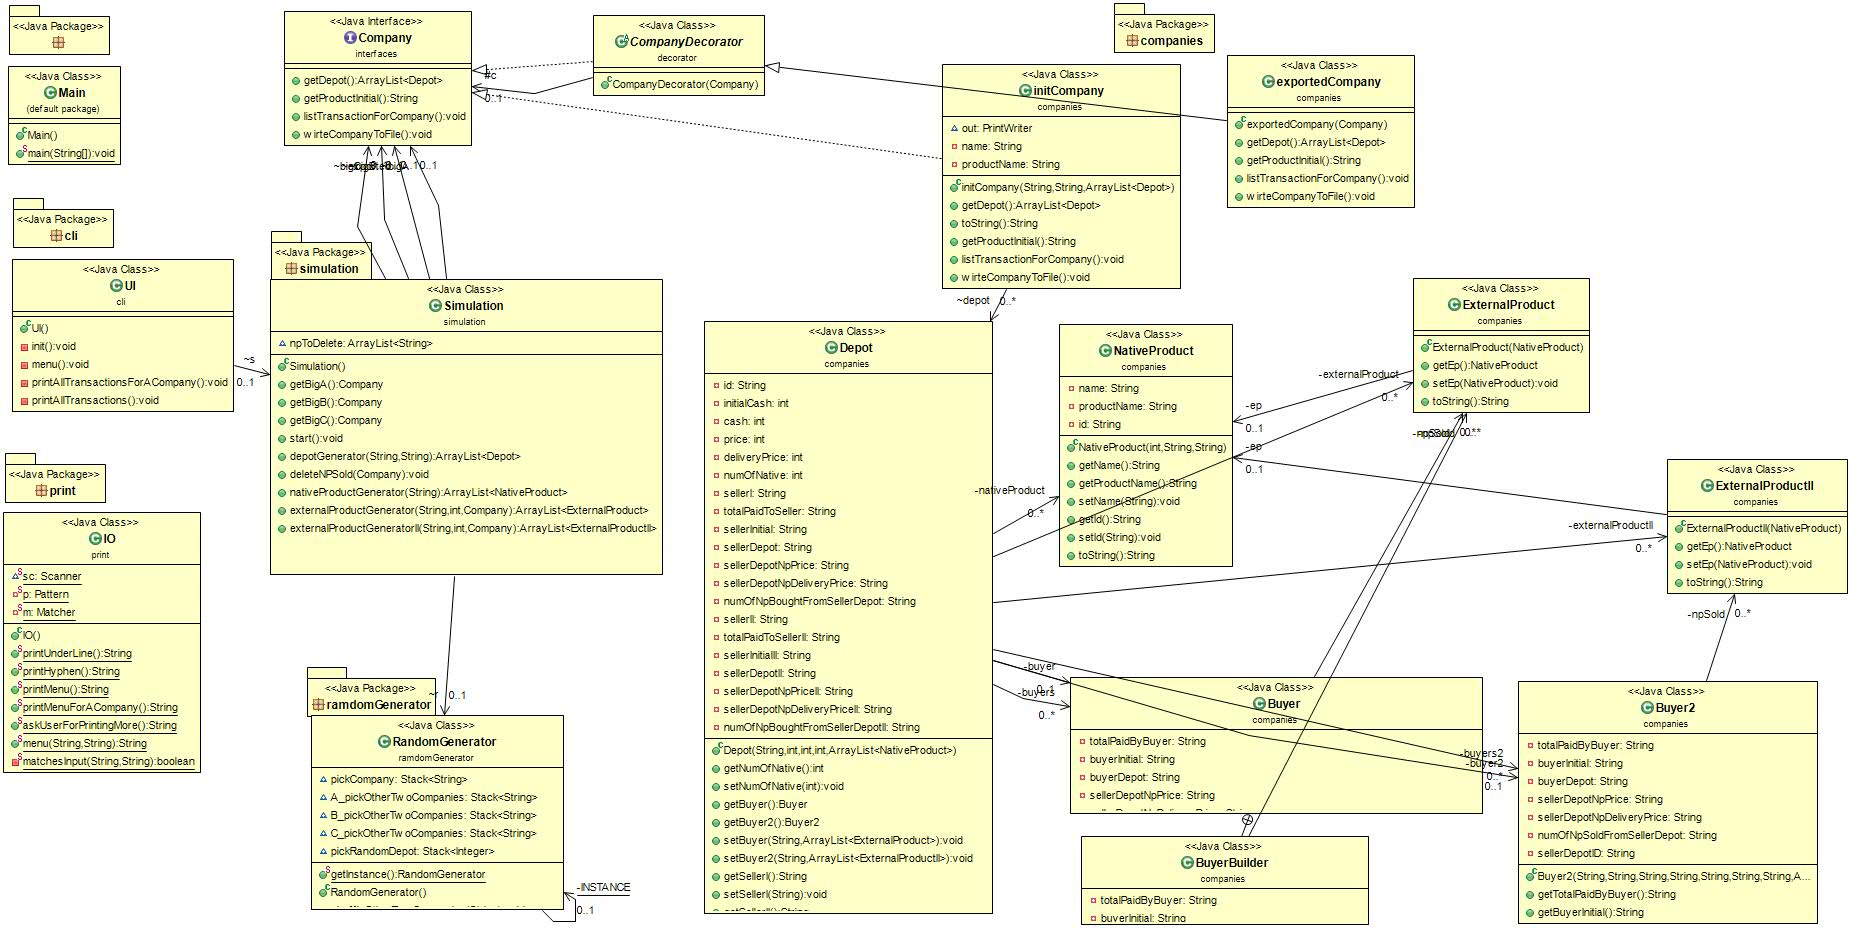 <<Java Package>>
<<Java Class>>
Main
(default package)
Main()
main(String[]):void
<<Java Package>>
cli
<<Java Class>>
UI
cli
UI()
init():void
menu():void
printAllTransactionsForACompany():void
printAllTransactions():void
~s
0..1
<<Java Package>>
print
<<Java Class>>
IO
print
sc: Scanner
p: Pattern
m: Matcher
IO()
printUnderLine():String
printHyphen():String
printMenu():String
printMenuForACompany():String
askUserForPrintingMore():String
menu(String,String):String
matchesInput(String,String):boolean
<<Java Interface>>
Company
interfaces
getDepot():ArrayList<Depot>
getProductInitial():String
listTransactionForCompany():void
wirteCompanyToFile():void
#c
0..1
0..1
<<Java Class>>
CompanyDecorator
decorator
CompanyDecorator(Company)
<<Java Package>>
companies
<<Java Class>>
exportedCompany
companies
exportedCompany(Company)
getDepot():ArrayList<Depot>
getProductInitial():String
listTransactionForCompany():void
wirteCompanyToFile():void
<<Java Class>>
initCompany
companies
out: PrintWriter
name: String
productName: String
initCompany(String,String,ArrayList<Depot>)
getDepot():ArrayList<Depot>
toString():String
getProductInitial():String
listTransactionForCompany():void
wirteCompanyToFile():void
~depot
0..*
<<Java Package>>
simulation
<<Java Class>>
Simulation
simulation
npToDelete: ArrayList<String>
Simulation()
getBigA():Company
getBigB():Company
getBigC():Company
start():void
depotGenerator(String,String):ArrayList<Depot>
deleteNPSold(Company):void
nativeProductGenerator(String):ArrayList<NativeProduct>
externalProductGenerator(String,int,Company):ArrayList<ExternalProduct>
externalProductGeneratorII(String,int,Company):ArrayList<ExternalProductII>
~r
0..1
<<Java Package>>
ramdomGenerator
<<Java Class>>
RandomGenerator
ramdomGenerator
pickCompany: Stack<String>
A_pickOtherTwoCompanies: Stack<String>
B_pickOtherTwoCompanies: Stack<String>
C_pickOtherTwoCompanies: Stack<String>
pickRandomDepot: Stack<Integer>
getInstance():RandomGenerator
RandomGenerator()
-INSTANCE
0..1
<<Java Class>>
Depot
companies
id: String
initialCash: int
cash: int
price: int
deliveryPrice: int
numOfNative: int
sellerI: String
totalPaidToSeller: String
sellerInitial: String
sellerDepot: String
sellerDepotNpPrice: String
sellerDepotNpDeliveryPrice: String
numOfNpBoughtFromSellerDepot: String
sellerII: String
totalPaidToSellerII: String
sellerInitialII: String
sellerDepotII: String
sellerDepotNpPriceII: String
sellerDepotNpDeliveryPriceII: String
numOfNpBoughtFromSellerDepotII: String
Depot(String,int,int,int,ArrayList<NativeProduct>)
getNumOfNative():int
setNumOfNative(int):void
getBuyer():Buyer
getBuyer2():Buyer2
setBuyer(String,ArrayList<ExternalProduct>):void
setBuyer2(String,ArrayList<ExternalProductII>):void
getSellerI():String
setSellerI(String):void
getSellerII():String
-nativeProduct
0..*
<<Java Class>>
NativeProduct
companies
name: String
productName: String
id: String
NativeProduct(int,String,String)
getName():String
getProductName():String
setName(String):void
getId():String
setId(String):void
toString():String
-externalProduct
0..*
-ep
0..1
-ep
0..1
<<Java Class>>
ExternalProduct
companies
ExternalProduct(NativeProduct)
getEp():NativeProduct
setEp(NativeProduct):void
toString():String
-npSold
<<Java Class>>
ExternalProductII
companies
ExternalProductII(NativeProduct)
getEp():NativeProduct
setEp(NativeProduct):void
toString():String
-externalProductII
0..*
-npSold
0..*
-buyer
0..1
-buyers
0..*
<<Java Class>>
Buyer
companies
totalPaidByBuyer: String
buyerInitial: String
buyerDepot: String
sellerDepotNpPrice: String
-buyers2
-buyer2
0..*
0..1
<<Java Class>>
BuyerBuilder
companies
totalPaidByBuyer: String
buyerInitial: String
<<Java Class>>
Buyer2
companies
totalPaidByBuyer: String
buyerInitial: String
buyerDepot: String
sellerDepotNpPrice: String
sellerDepotNpDeliveryPrice: String
numOfNpSoldFromSellerDepot: String
sellerDepotID: String
Buyer2(String,String,String,String,String,String,String,A...
getTotalPaidByBuyer():String
getBuyerInitial():String